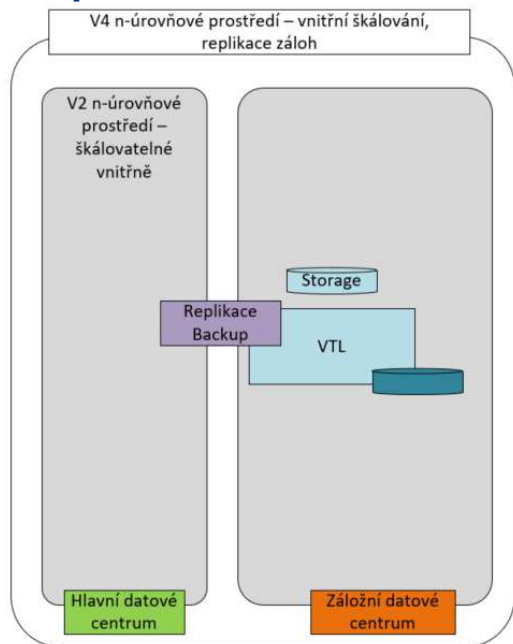 V4 n-úrovňové prostředí – vnitřní škálování,
replikace záloh
V2 n-úrovňové
prostředí –
škálovatelné
vnitřně
Storage
Replikace
Backup
VTL
Hlavní datové
centrum
Záložní datové
centrum